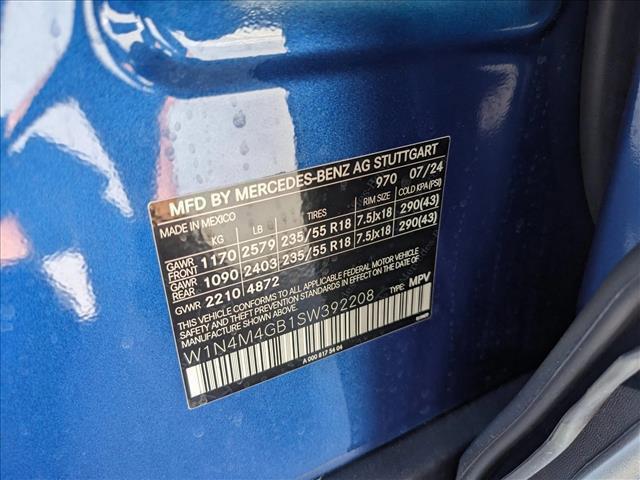 MFD BY MERCEDES-BENZ AG STUTTGART
MADE IN MEXICO 970 07/24
KG LB TIRES RIM SIZE COLD KPA(PSI)
GAWR FRONT 1170 2579 235/55 R18 7.5Jx18 290(43)
GAWR REAR 1090 2403 235/55 R18 7.5Jx18 290(43)
GVWR 2210 4872
THIS VEHICLE CONFORMS TO ALL APPLICABLE FEDERAL MOTOR VEHICLE
SAFETY AND THEFT PREVENTION STANDARDS IN EFFECT ON THE DATE OF
MANUFACTURE SHOWN ABOVE.
W1N4M4GB1SW392208 TYPE: MPV
A 000 817 54 04